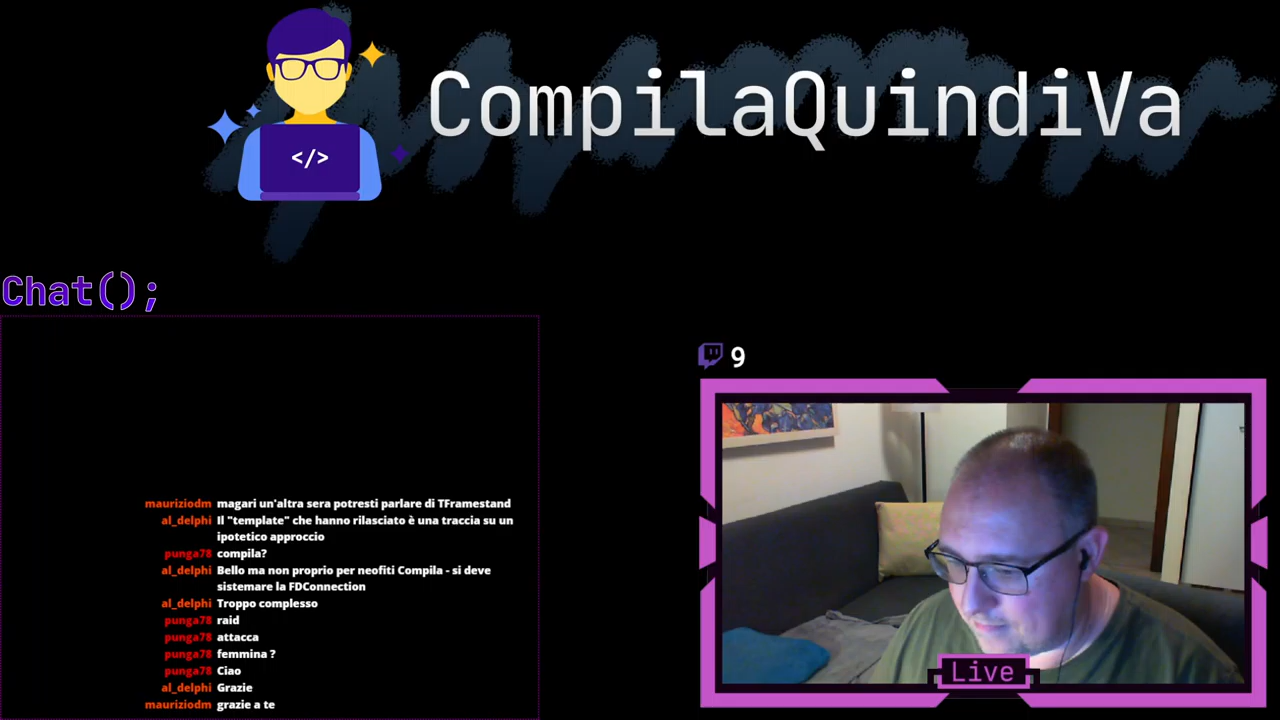 CompilaQuindiVa
</>
Chat();
9
mauriziodm magari un'altra sera potresti parlare di TFramestand
al_delphi Il "template" che hanno rilasciato è una traccia su un
ipotetico approccio
punga78 compila?
al_delphi Bello ma non proprio per neofiti Compila - si deve
sistemare la FDConnection
al_delphi Troppo complesso
punga78 raid
punga78 attacca
punga78 femmina ?
punga78 Ciao
al_delphi Grazie
mauriziodm grazie a te
Live